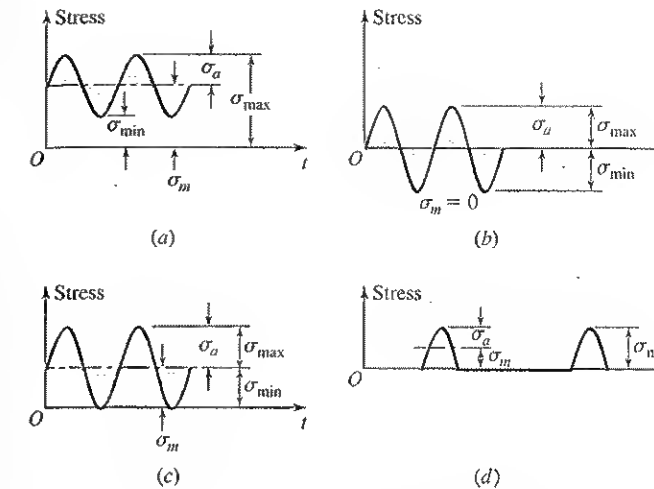 Stress
σa
σmax
σmin
O
t
σm
(a)
Stress
σa
σmax
O
σmin
σm = 0
(b)
Stress
σa
σmax
σmin
O
t
σm
(c)
Stress
σa
σm
O
(d)